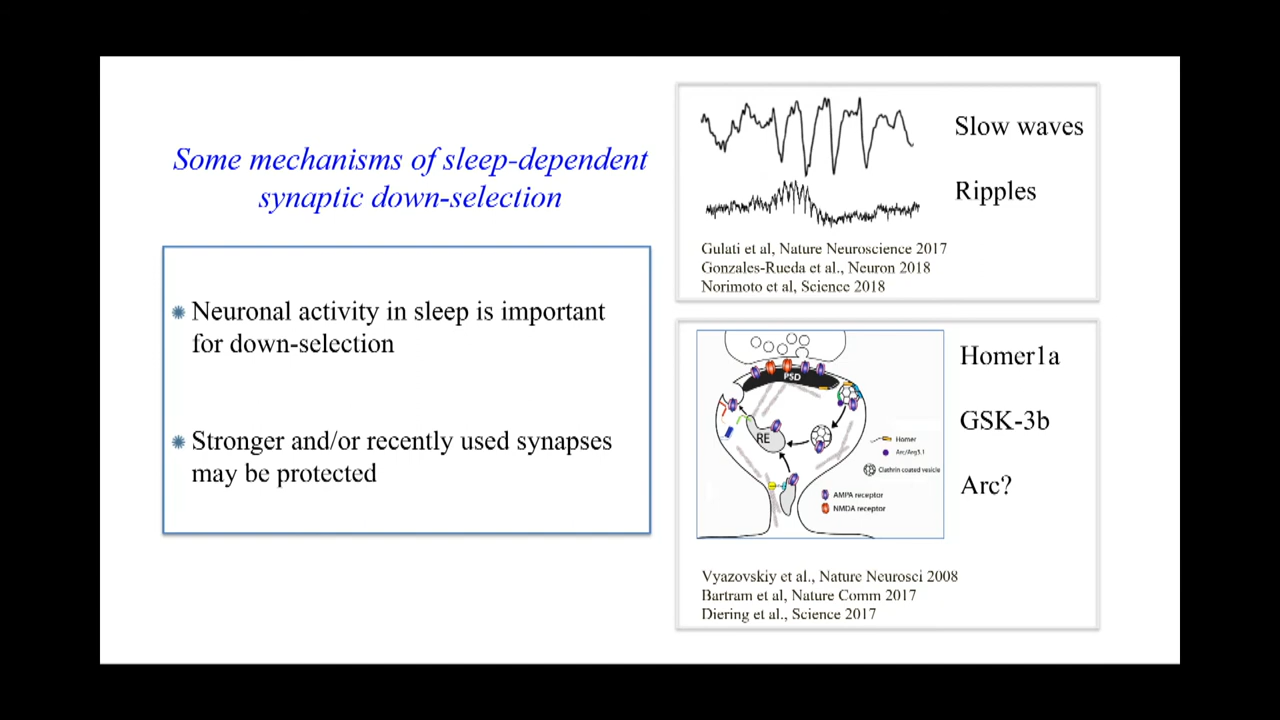 Some mechanisms of sleep-dependent
synaptic down-selection
Neuronal activity in sleep is important
for down-selection
Stronger and/or recently used synapses
may be protected
Slow waves
Ripples
Gulati et al, Nature Neuroscience 2017
Gonzales-Rueda et al., Neuron 2018
Norimoto et al, Science 2018
PSD
RE
Homer
Arc/Arg3.1
Clathrin coated vesicle
AMPA receptor
NMDA receptor
Homer1a
GSK-3b
Arc?
Vyazovskiy et al., Nature Neurosci 2008
Bartram et al, Nature Comm 2017
Diering et al., Science 2017